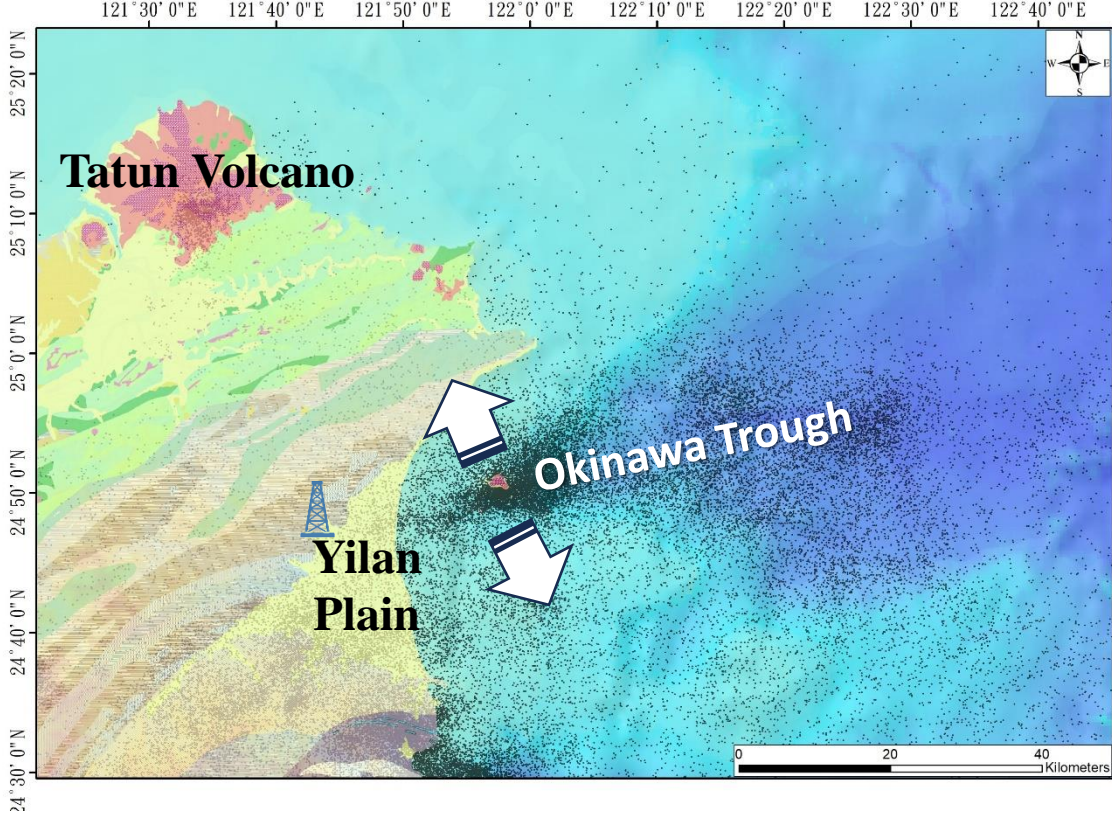 121°30′0″E 121°40′0″E 121°50′0″E 122°0′0″E 122°10′0″E 122°20′0″E 122°30′0″E 122°40′0″E
N
W E
S
25°20′0″N
Tatun Volcano
25°10′0″N
25°0′0″N
Okinawa Trough
24°50′0″N
Yilan
Plain
24°40′0″N
0 20 40
Kilometers
24°30′0″N